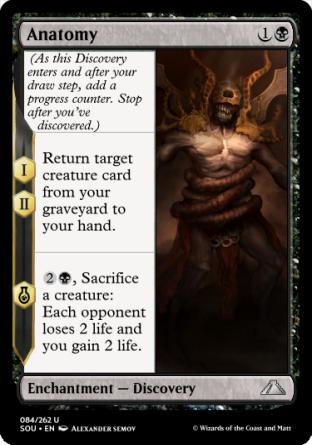 Anatomy 1
(As this Discovery
enters and after your
draw step, add a
progress counter. Stop
after you've
discovered.)
I
II
Return target
creature card
from your
graveyard to
your hand.
2 , Sacrifice
a creature:
Each opponent
loses 2 life and
you gain 2 life.
Enchantment — Discovery
084/262 U
SOU • EN ALEXANDER SEMOV
© Wizards of the Coast and Matt